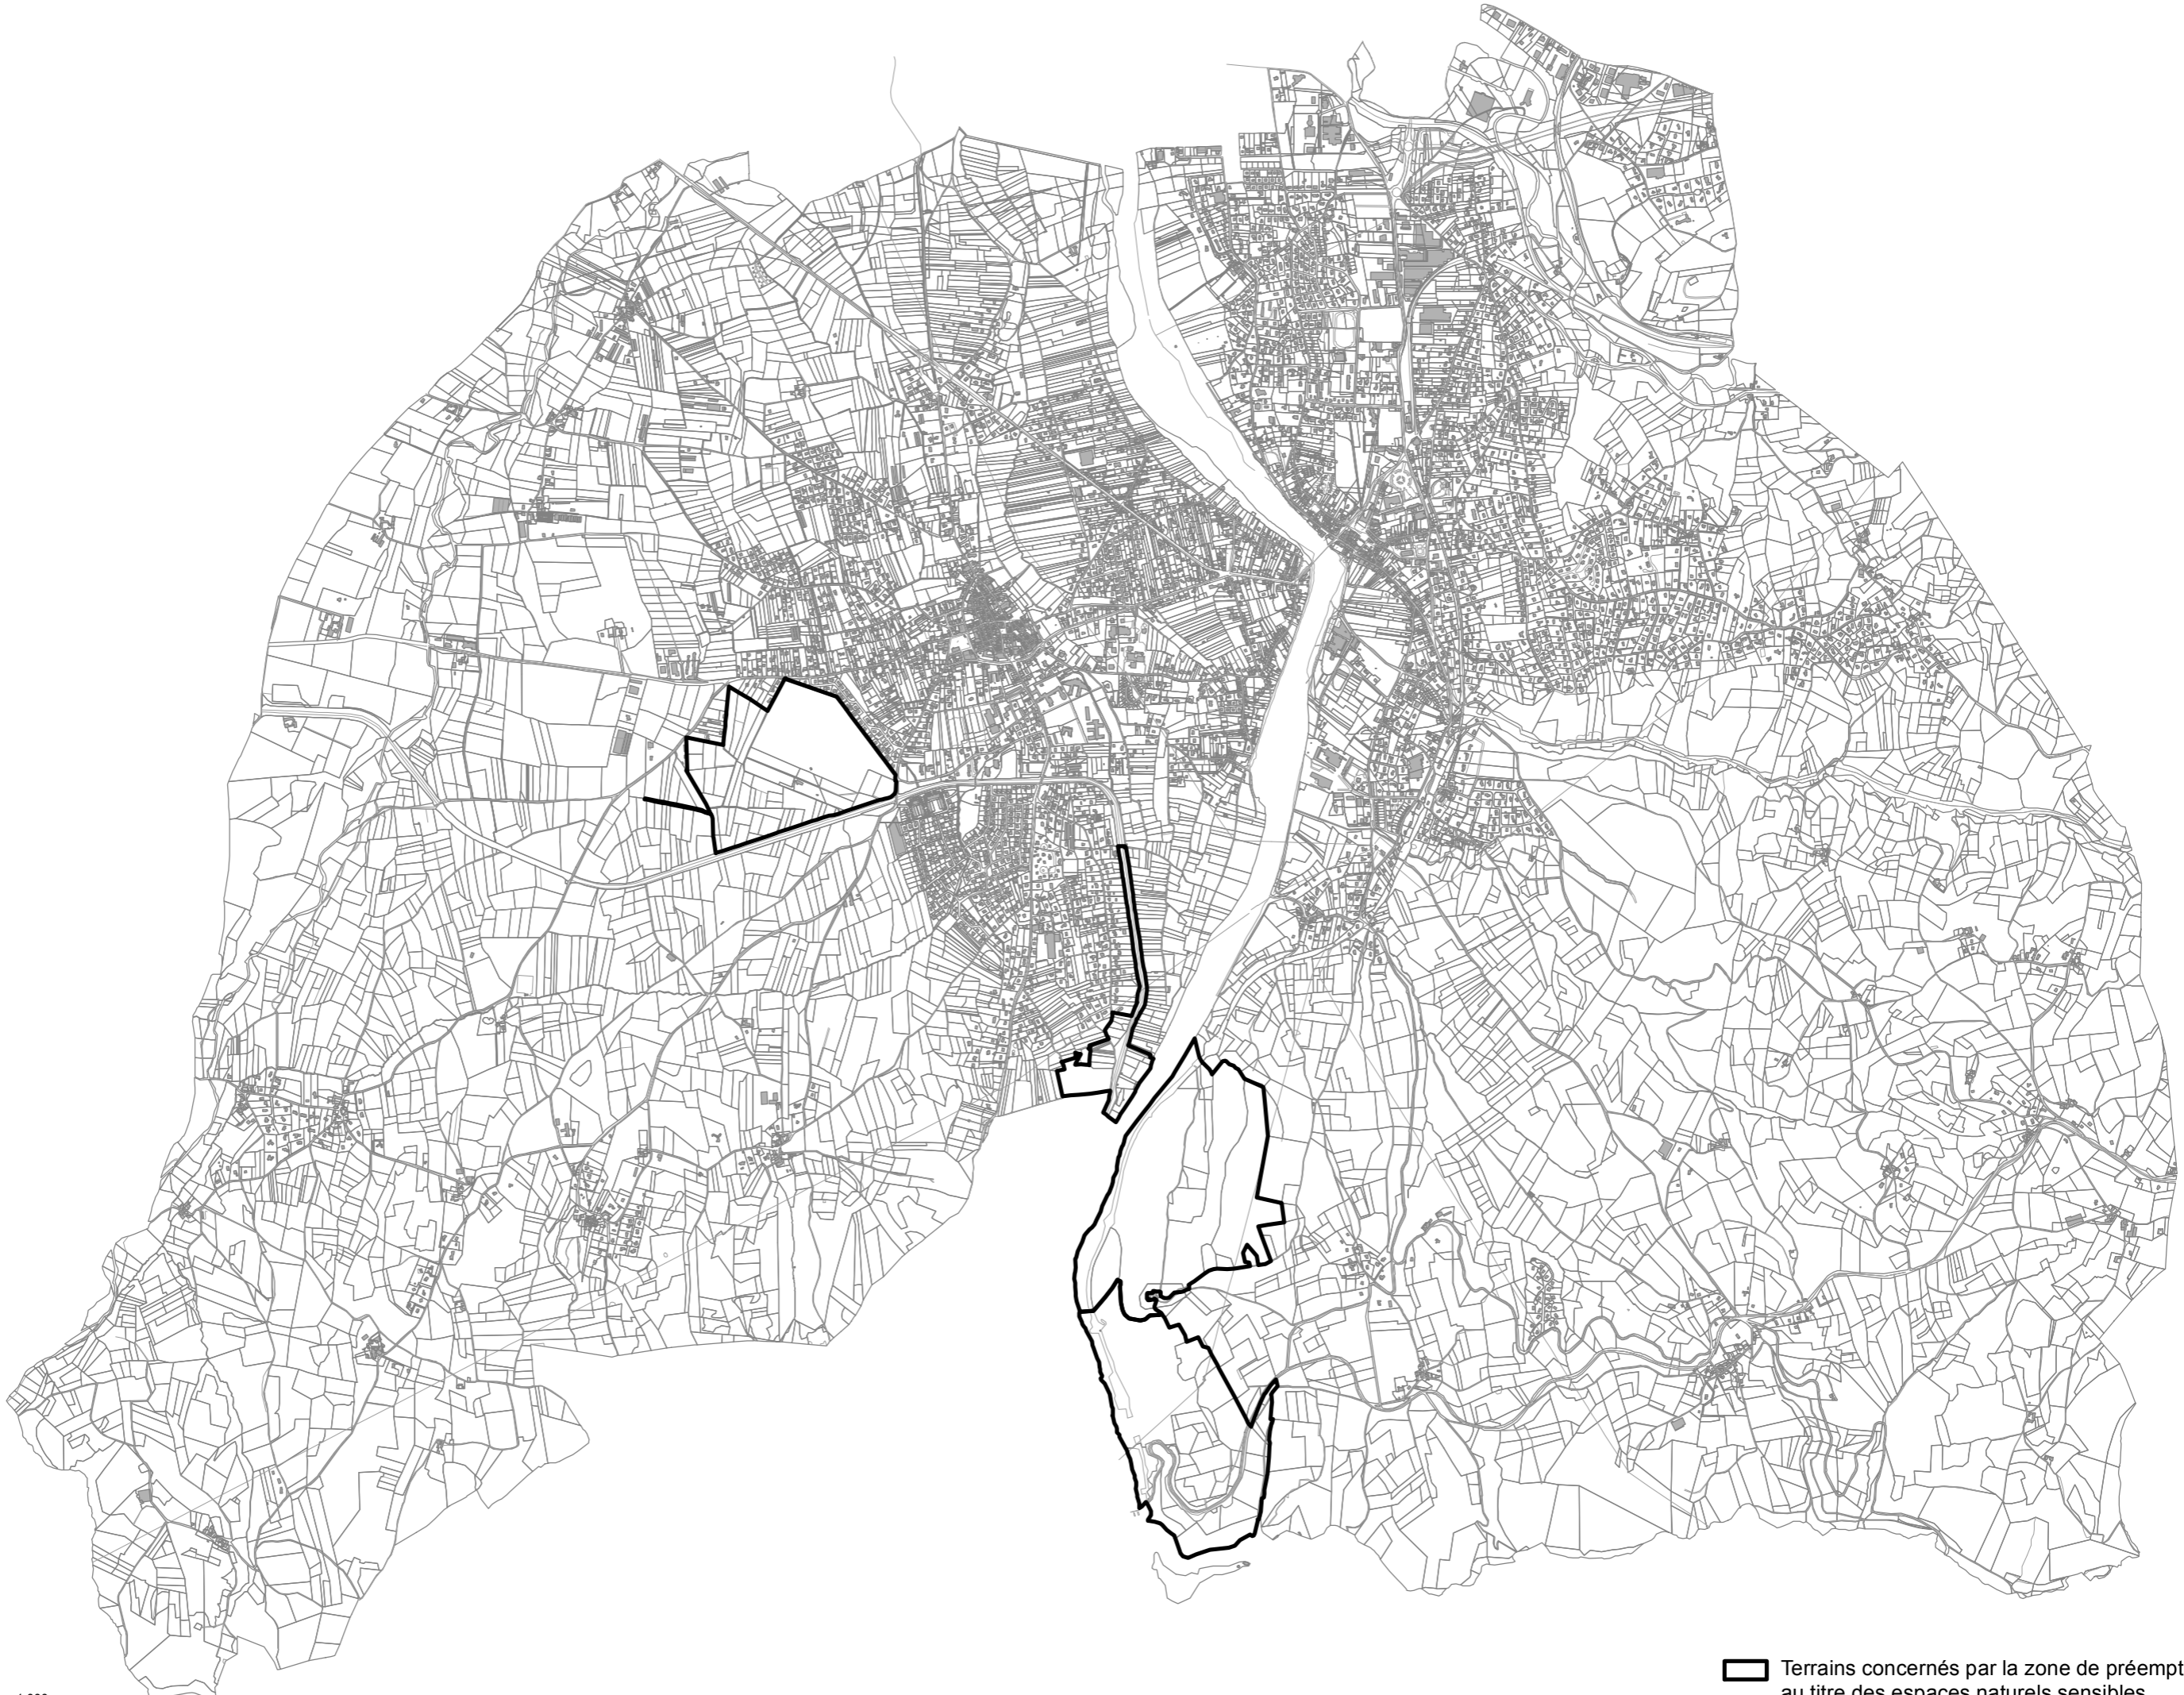 Terrains concernés par la zone de préempt
au titre des espaces naturels sensibles